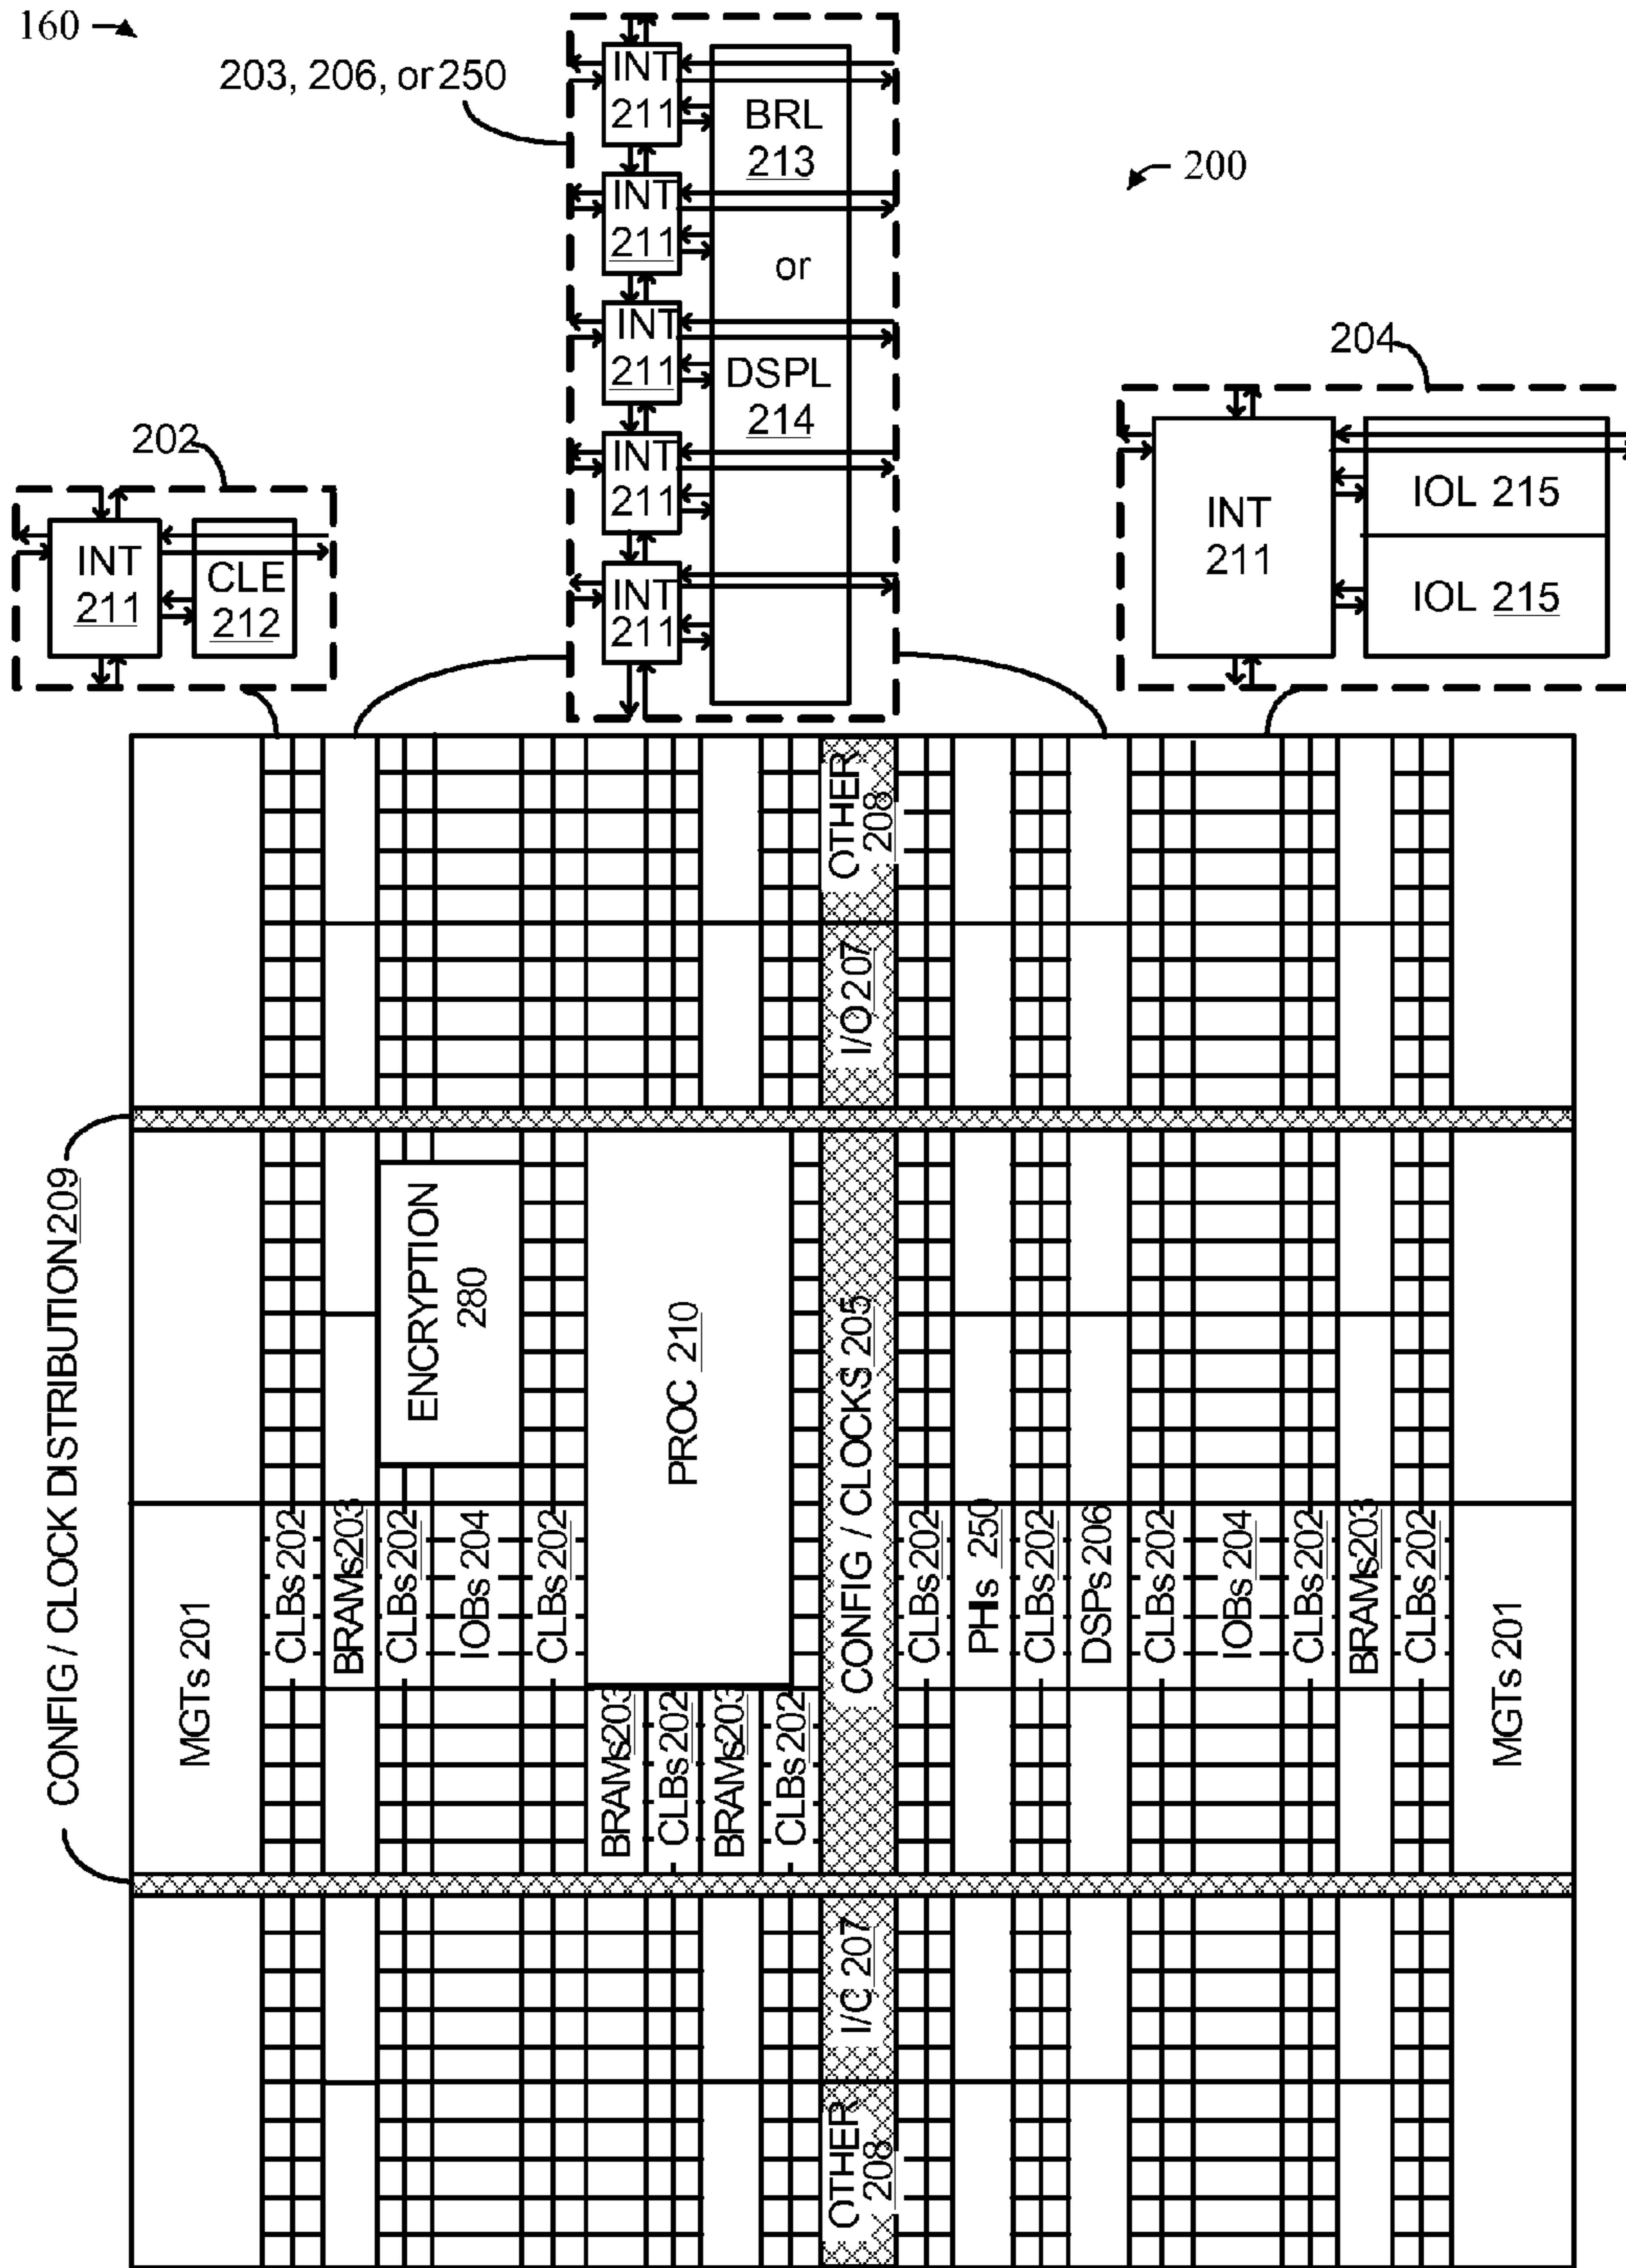 160
203, 206, or 250
INT
211
INT
211
INT
211
INT
211
INT
211
BRL
213
or
DSPL
214
200
204
INT
211
IOL 215
IOL 215
202
INT
211
CLE
212
OTHER
208
I/O 207
CONFIG / CLOCK DISTRIBUTION 209
ENCRYPTION
280
PROC 210
CONFIG / CLOCKS 205
MGTs 201
CLBs 202
BRAMs 203
CLBs 202
IOBs 204
CLBs 202
BRAMs 203
CLBs 202
BRAMs 203
CLBs 202
CLBs 202
PHIs 250
CLBs 202
DSPs 206
CLBs 202
IOBs 204
CLBs 202
BRAMs 203
CLBs 202
MGTs 201
I/C 207
OTHER
208